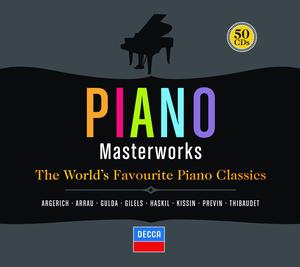 50
CDs
PIANO
Masterworks
The World's Favourite Piano Classics
ARGERICH · ARRAU · GULDA · GILELS · HASKIL · KISSIN · PREVIN · THIBAUDET
DECCA